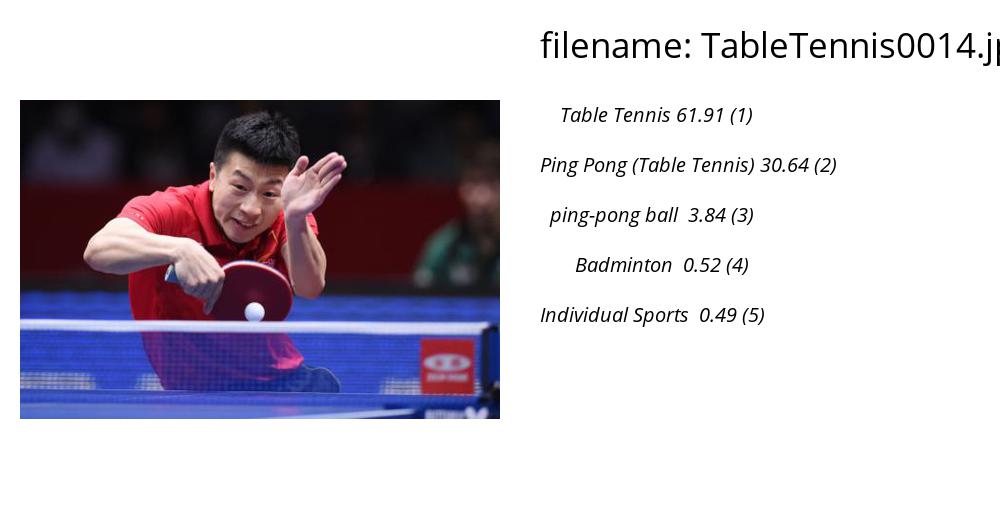 filename: TableTennis0014.jp
Table Tennis 61.91 (1)
Ping Pong (Table Tennis) 30.64 (2)
ping-pong ball 3.84 (3)
Badminton 0.52 (4)
Individual Sports 0.49 (5)